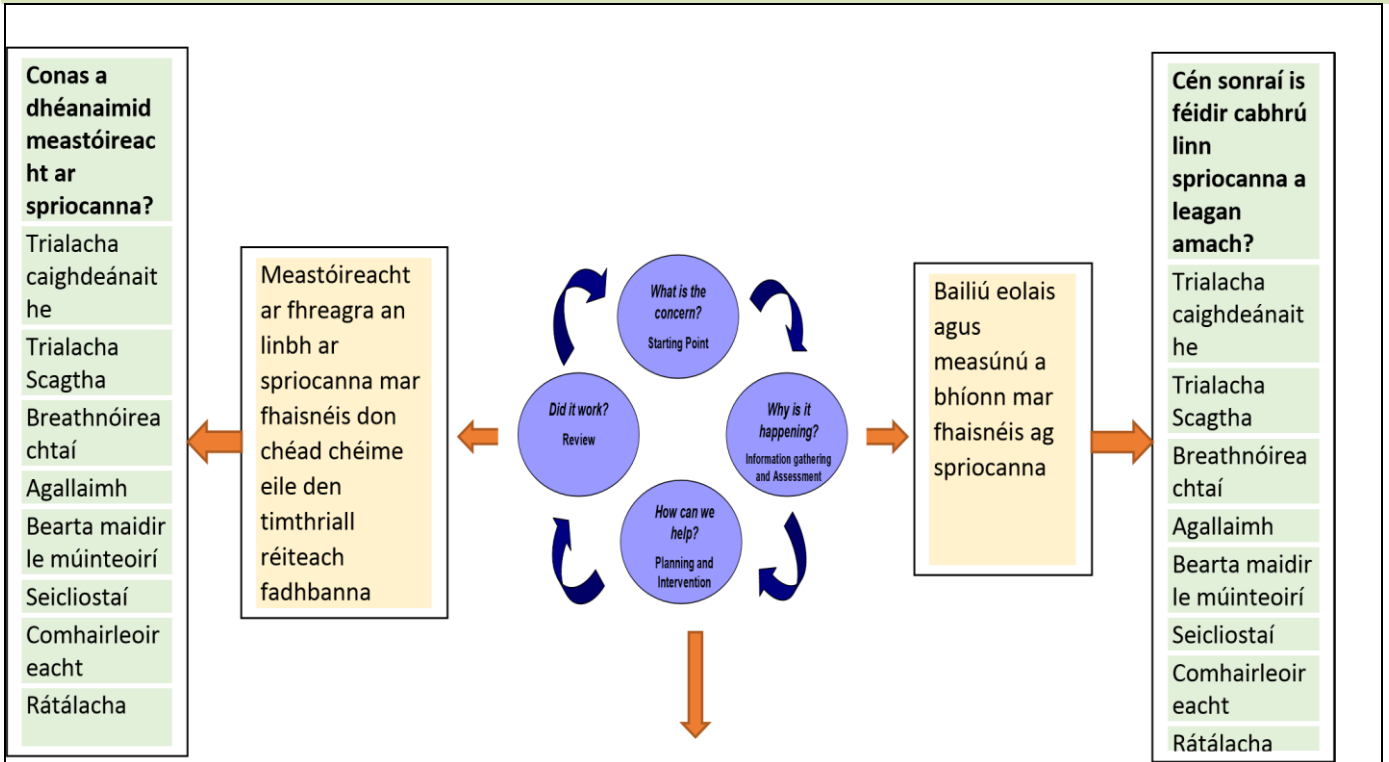 Conas a
dhéanaimid
meastóireac
ht ar
spriocanna?
Trialacha
caighdeánait
he
Trialacha
Scagtha
Breathnóirea
chtaí
Agallaimh
Bearta maidir
le múinteoirí
Seicliostaí
Comhairleoir
eacht
Rátálacha
Meastóireacht
ar fhreagra an
linbh ar
spriocanna mar
fhaisnéis don
chéad chéime
eile den
timthriall
réiteach
fadhbanna
What is the
concern?
Starting Point
Did it work?
Review
Why is it
happening?
Information gathering
and Assessment
How can we
help?
Planning and
Intervention
Bailiú eolais
agus
measúnú a
bhíonn mar
fhaisnéis ag
spriocanna
Cén sonraí is
féidir cabhrú
linn
spriocanna a
leagan
amach?
Trialacha
caighdeánait
he
Trialacha
Scagtha
Breathnóirea
chtaí
Agallaimh
Bearta maidir
le múinteoirí
Seicliostaí
Comhairleoir
eacht
Rátálacha